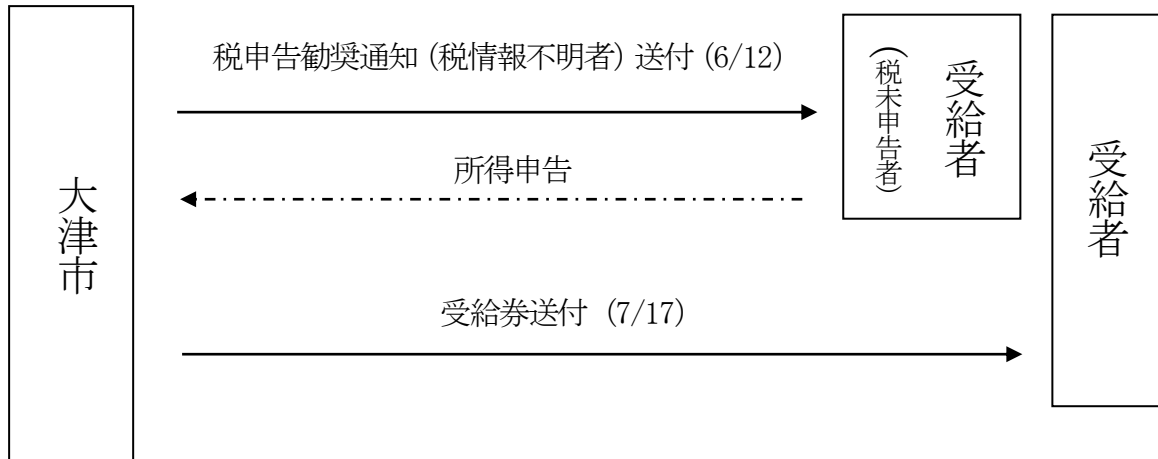 大津市
税申告勧奨通知（税情報不明者）送付（6/12）
受給者
（税未申告者）
所得申告
受給者
受給券送付（7/17）